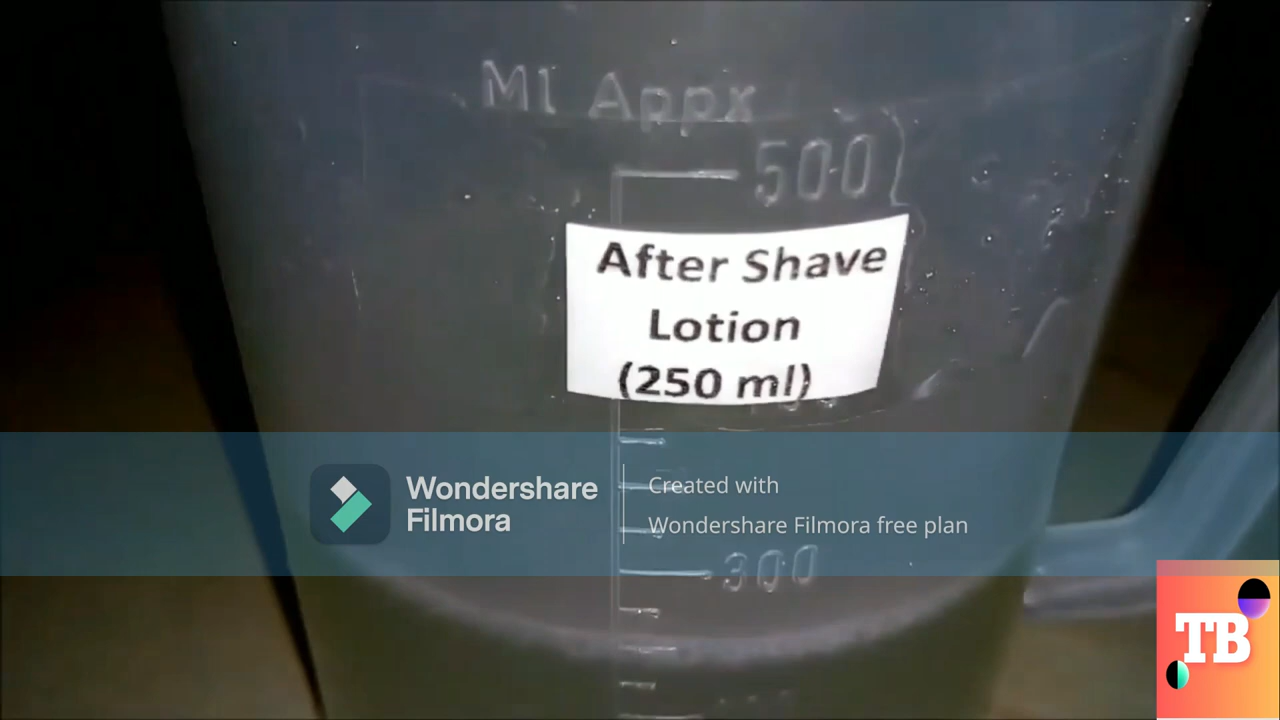 Ml Appx
500
After Shave
Lotion
(250 ml)
Wondershare
Filmora
Created with
Wondershare Filmora free plan
300
TB